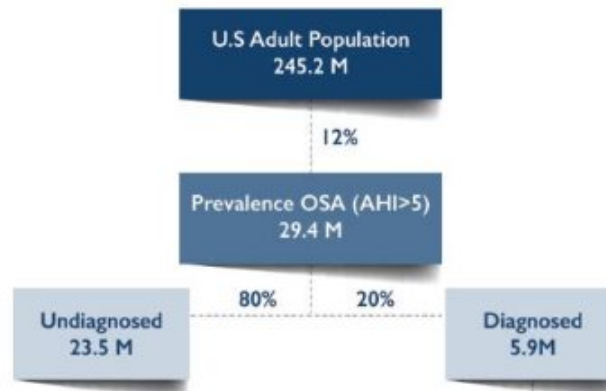 U.S Adult Population
245.2 M
12%
Prevalence OSA (AHI>5)
29.4 M
80%
20%
Undiagnosed
23.5 M
Diagnosed
5.9M